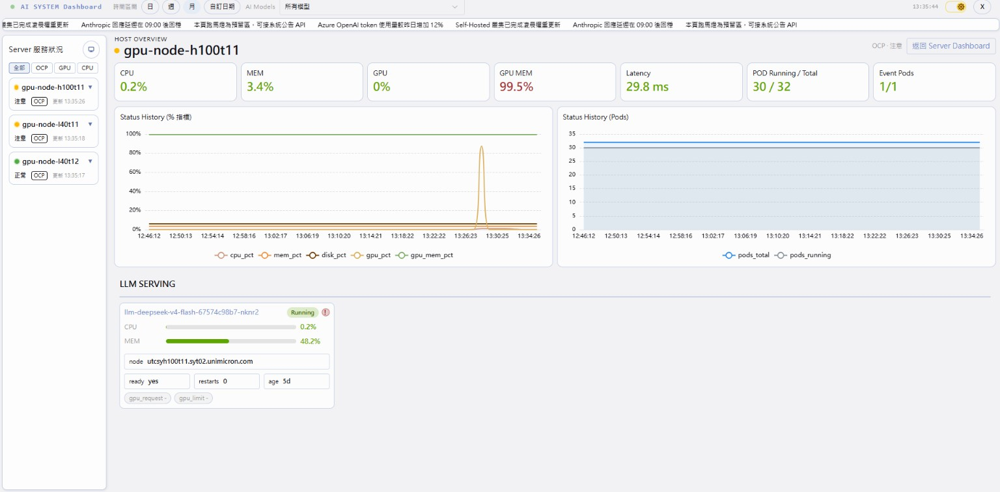 AI SYSTEM Dashboard 時間區間 日 週 月 自訂日期 AI Models 所有模型 13:35:44 X
叢集已完成凌晨權重更新 Anthropic 回應延遲在 09:00 後回穩 本頁跑馬燈為預留區，可接系統公告 API Azure OpenAI token 使用量較昨日增加 12% Self-Hosted 叢集已完成凌晨權重更新 Anthropic 回應延遲在 09:00 後回穩 本頁跑馬燈為預留區，可接系統公告 API
Server 服務狀況
全部 OCP GPU CPU
gpu-node-h100t11
注意 OCP 更新 13:35:26
gpu-node-l40t11
注意 OCP 更新 13:35:18
gpu-node-l40t12
正常 OCP 更新 13:35:17
HOST OVERVIEW
gpu-node-h100t11
OCP · 注意 返回 Server Dashboard
CPU
0.2%
MEM
3.4%
GPU
0%
GPU MEM
99.5%
Latency
29.8 ms
POD Running / Total
30 / 32
Event Pods
1/1
Status History (% 指標)
100%
80%
60%
40%
20%
0%
12:46:12 12:50:13 12:54:14 12:58:16 13:02:17 13:06:19 13:10:20 13:14:21 13:18:22 13:22:22 13:26:23 13:30:25 13:34:26
cpu_pct mem_pct disk_pct gpu_pct gpu_mem_pct
Status History (Pods)
35
30
25
20
15
10
5
0
12:46:12 12:50:13 12:54:14 12:58:16 13:02:17 13:06:19 13:10:20 13:14:21 13:18:22 13:22:22 13:26:23 13:30:25 13:34:26
pods_total pods_running
LLM SERVING
llm-deepseek-v4-flash-67574c98b7-nknr2 Running !
CPU 0.2%
MEM 48.2%
node utcsyh100t11.syt02.unimicron.com
ready yes restarts 0 age 5d
gpu_request - gpu_limit -